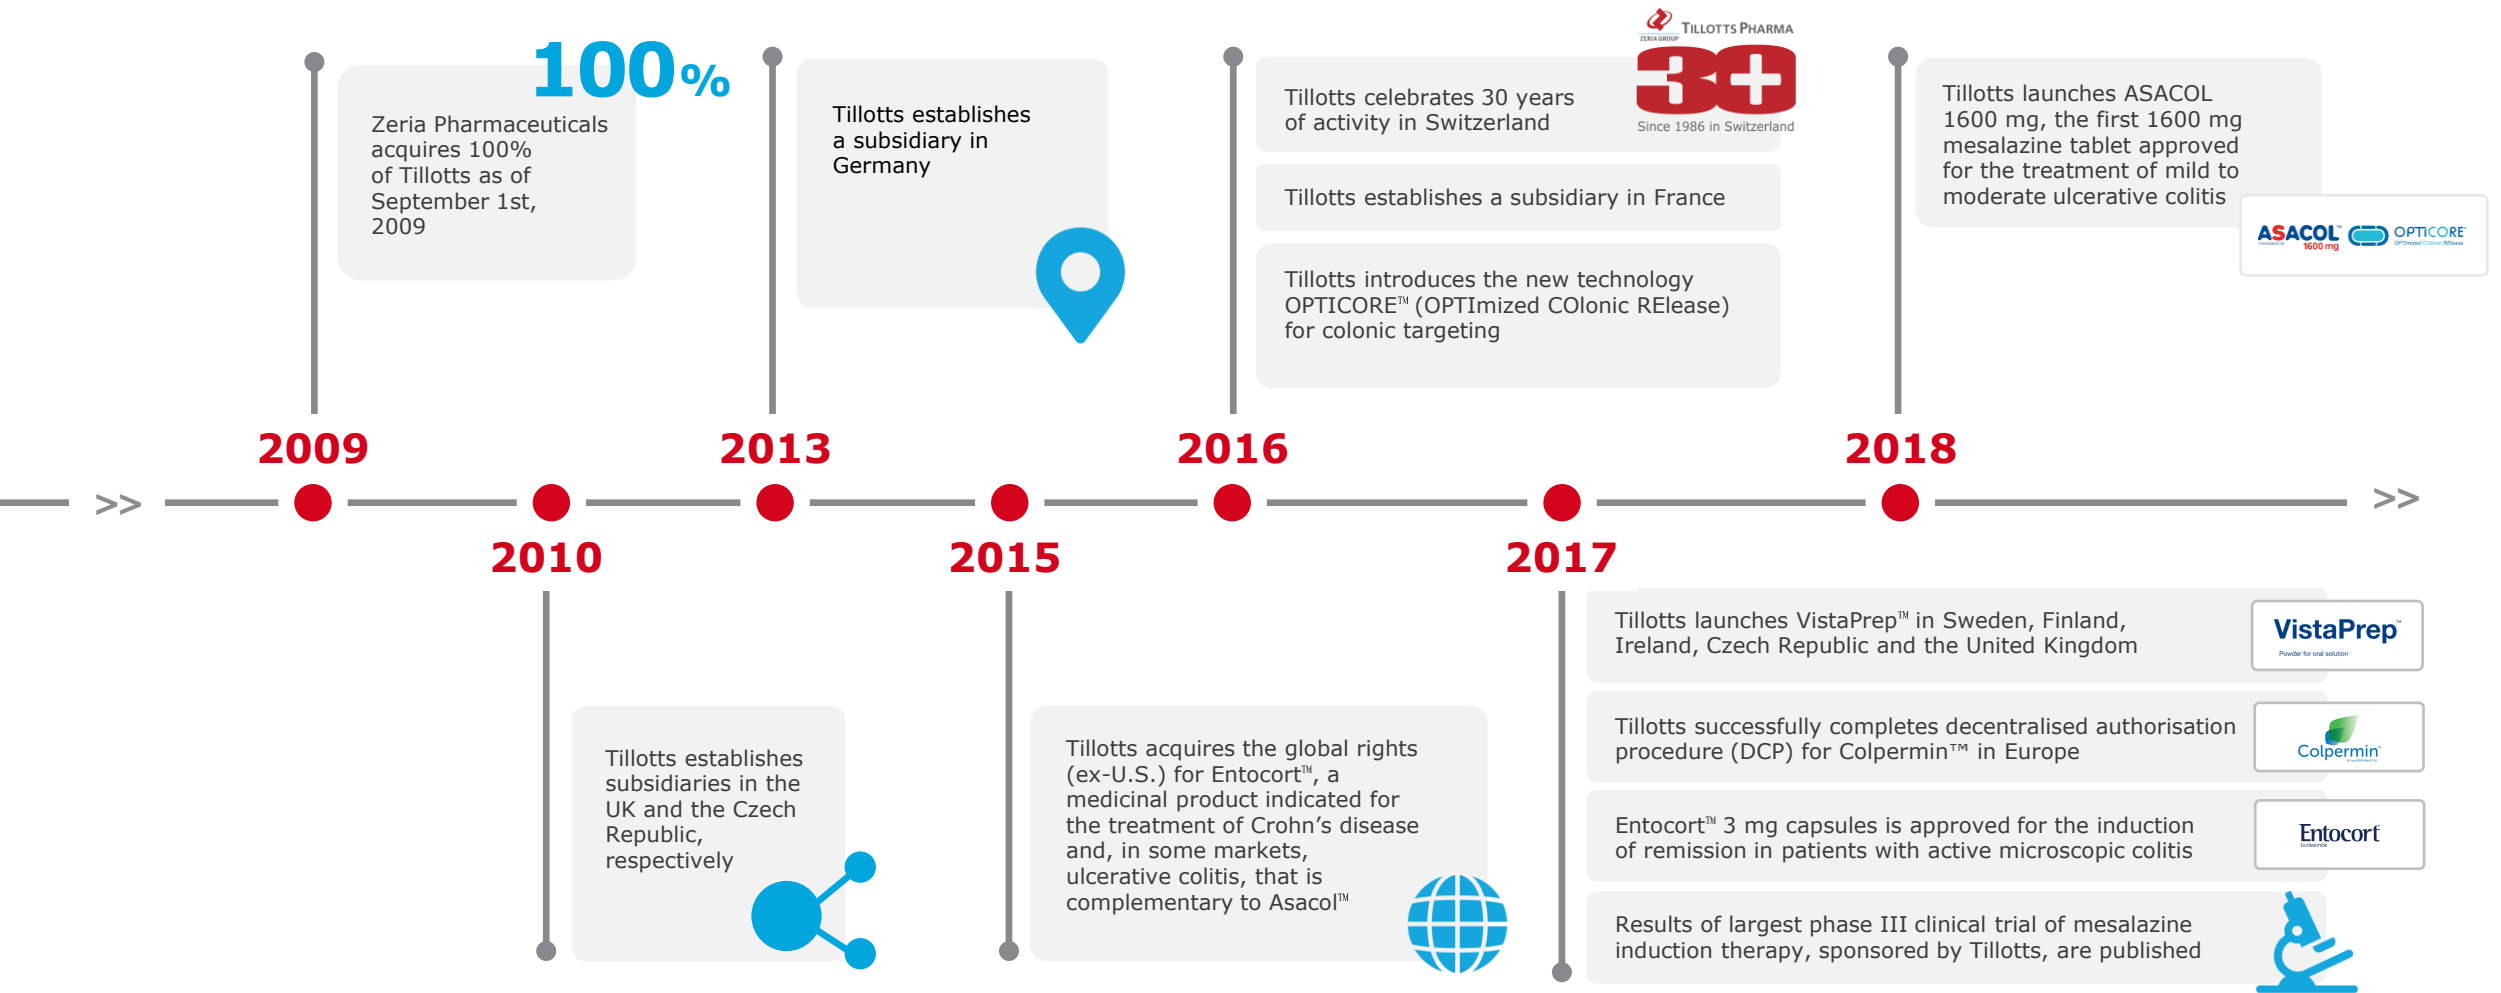 100%
Zeria Pharmaceuticals
acquires 100%
of Tillotts as of
September 1st,
2009
Tillotts establishes
a subsidiary in
Germany
Tillotts celebrates 30 years
of activity in Switzerland
ZERIA GROUP
TILLOTTS PHARMA
30
Since 1986 in Switzerland
Tillotts establishes a subsidiary in France
Tillotts introduces the new technology
OPTICORE™ (OPTImized COlonic RElease)
for colonic targeting
Tillotts launches ASACOL
1600 mg, the first 1600 mg
mesalazine tablet approved
for the treatment of mild to
moderate ulcerative colitis
ASACOL™
mesalazine
1600 mg
OPTICORE™
OPTImized COlonic RElease
2009
2013
2016
2018
>>
>>
2010
2015
2017
Tillotts establishes
subsidiaries in the
UK and the Czech
Republic,
respectively
Tillotts acquires the global rights
(ex-U.S.) for Entocort™, a
medicinal product indicated for
the treatment of Crohn’s disease
and, in some markets,
ulcerative colitis, that is
complementary to Asacol™
Tillotts launches VistaPrep™ in Sweden, Finland,
Ireland, Czech Republic and the United Kingdom
VistaPrep™
Powder for oral solution
Tillotts successfully completes decentralised authorisation
procedure (DCP) for Colpermin™ in Europe
Colpermin™
Entocort™ 3 mg capsules is approved for the induction
of remission in patients with active microscopic colitis
Entocort
budesonide
Results of largest phase III clinical trial of mesalazine
induction therapy, sponsored by Tillotts, are published